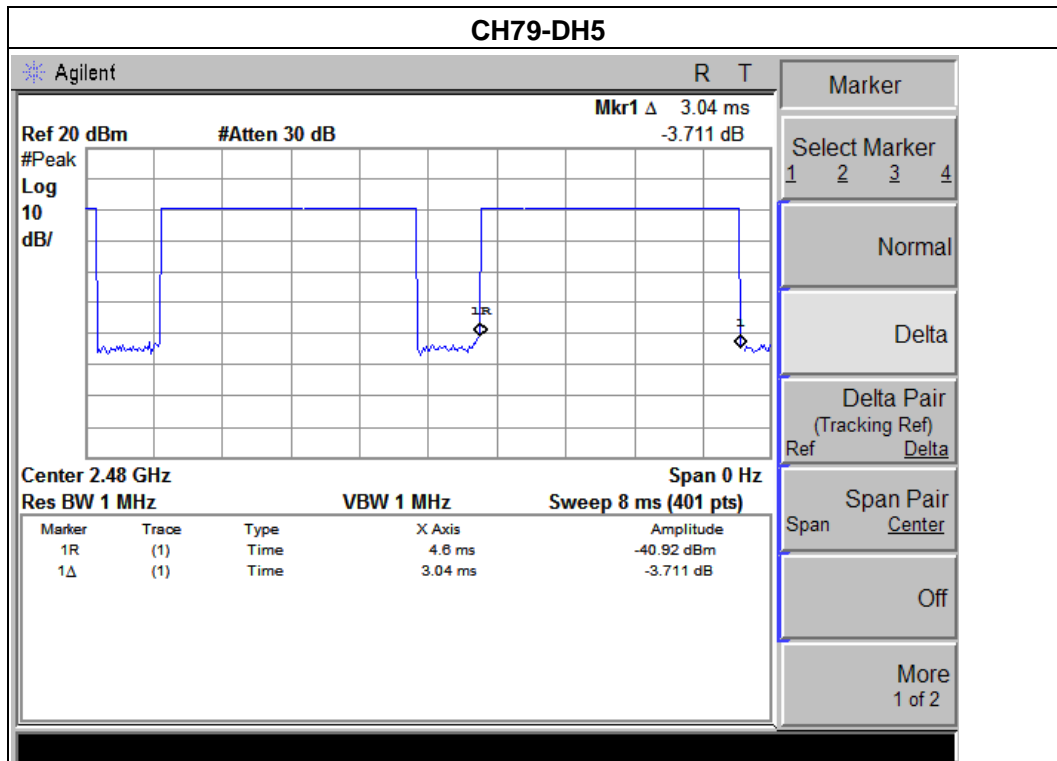 CH79-DH5
Agilent R T
Mkr1 Δ 3.04 ms
Ref 20 dBm #Atten 30 dB -3.711 dB
#Peak
Log
10
dB/
1R
1
Center 2.48 GHz Span 0 Hz
Res BW 1 MHz VBW 1 MHz Sweep 8 ms (401 pts)
Marker Trace Type X Axis Amplitude
1R (1) Time 4.6 ms -40.92 dBm
1Δ (1) Time 3.04 ms -3.711 dB
Marker
Select Marker
1 2 3 4
Normal
Delta
Delta Pair
(Tracking Ref)
Ref Delta
Span Pair
Span Center
Off
More
1 of 2